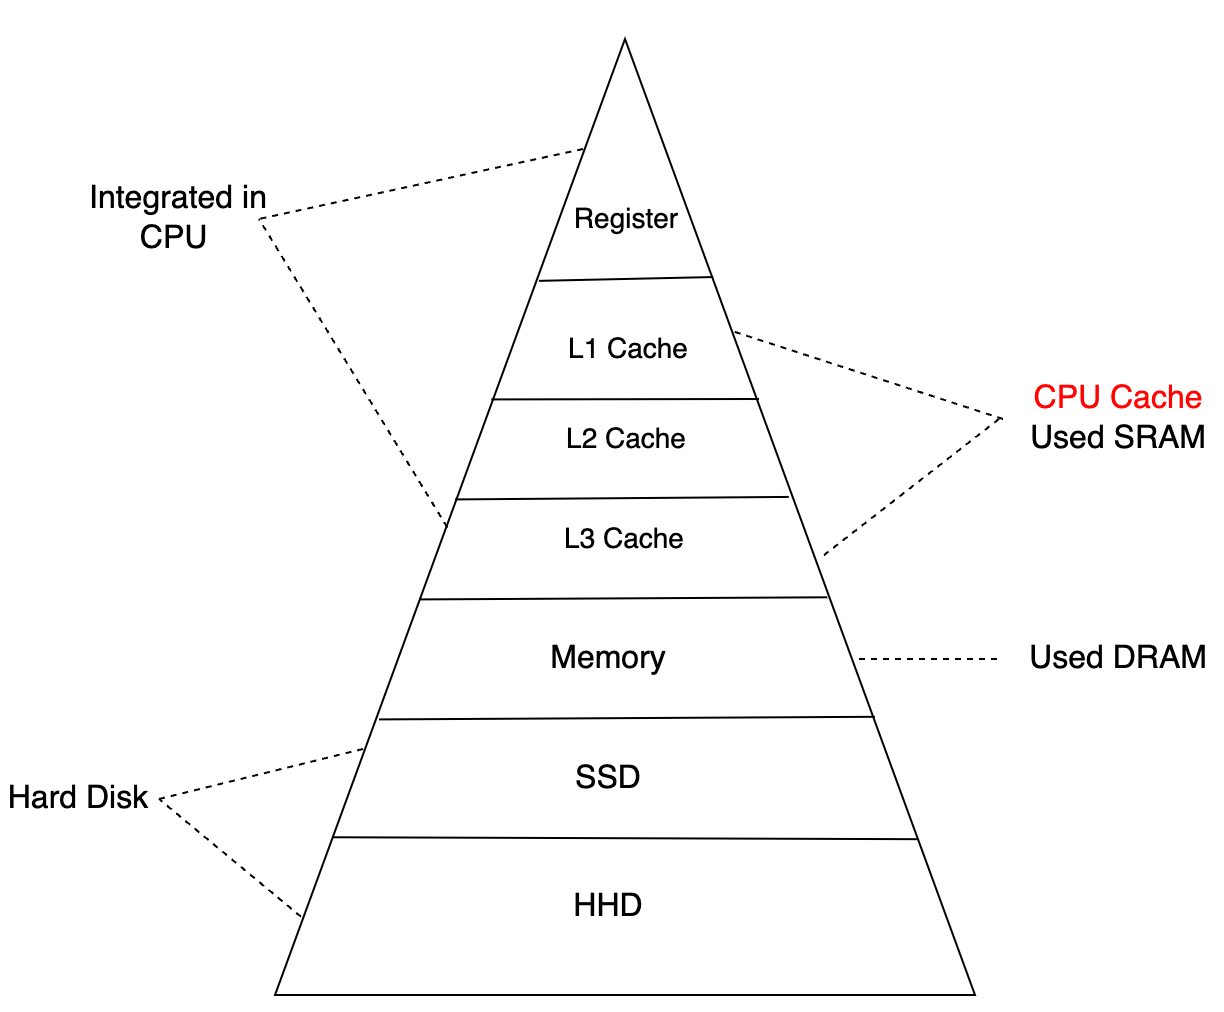 Integrated in
CPU
Register
L1 Cache
CPU Cache
Used SRAM
L2 Cache
L3 Cache
Memory
Used DRAM
SSD
Hard Disk
HHD